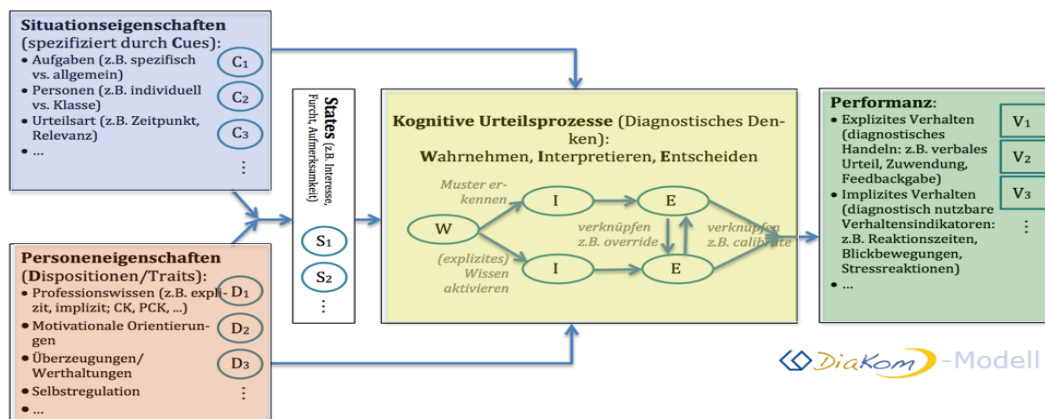 Situationseigenschaften
(spezifiziert durch Cues):
• Aufgaben (z.B. spezifisch
vs. allgemein)
• Personen (z.B. individuell
vs. Klasse)
• Urteilsart (z.B. Zeitpunkt,
Relevanz)
• ...
C1
C2
C3
⋮
Personeneigenschaften
(Dispositionen/Traits):
• Professionswissen (z.B. expli-
zit, implizit; CK, PCK, ...)
• Motivationale Orientierun-
gen
• Überzeugungen/
Werthaltungen
• Selbstregulation
• ...
D1
D2
D3
⋮
States (z.B. Interesse,
Furcht, Aufmerksamkeit)
S1
S2
⋮
Kognitive Urteilsprozesse (Diagnostisches Den-
ken):
Wahrnehmen, Interpretieren, Entscheiden
Muster er-
kennen
I
E
W
verknüpfen
z.B. override
verknüpfen
z.B. calibrate
(explizites)
Wissen
aktivieren
I
E
Performanz:
• Explizites Verhalten
(diagnostisches
Handeln: z.B. verbales
Urteil, Zuwendung,
Feedbackgabe)
• Implizites Verhalten
(diagnostisch nutzbare
Verhaltensindikatoren:
z.B. Reaktionszeiten,
Blickbewegungen,
Stressreaktionen)
• ...
V1
V2
V3
⋮
DiaKom-Modell